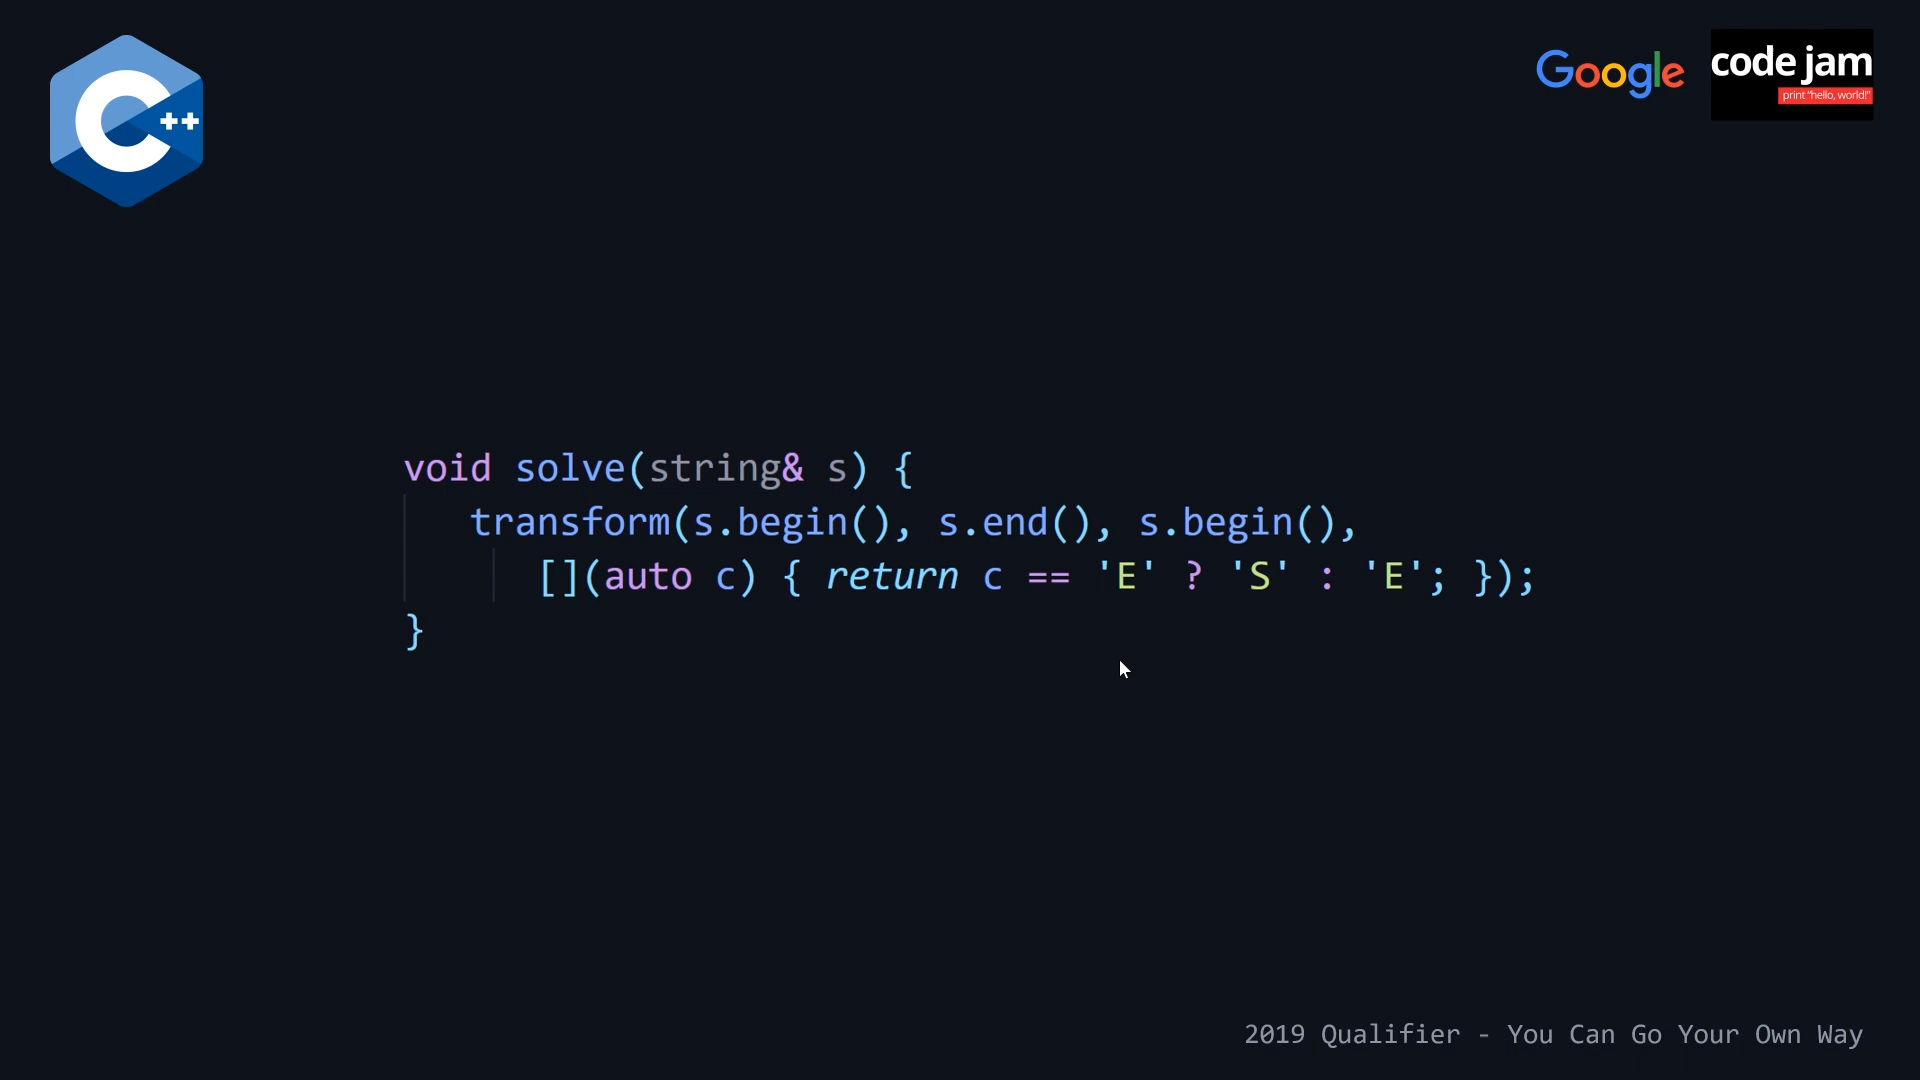 C++
Google
code jam
print "hello, world!"
void solve(string& s) {
transform(s.begin(), s.end(), s.begin(),
[](auto c) { return c == 'E' ? 'S' : 'E'; });
}
2019 Qualifier - You Can Go Your Own Way